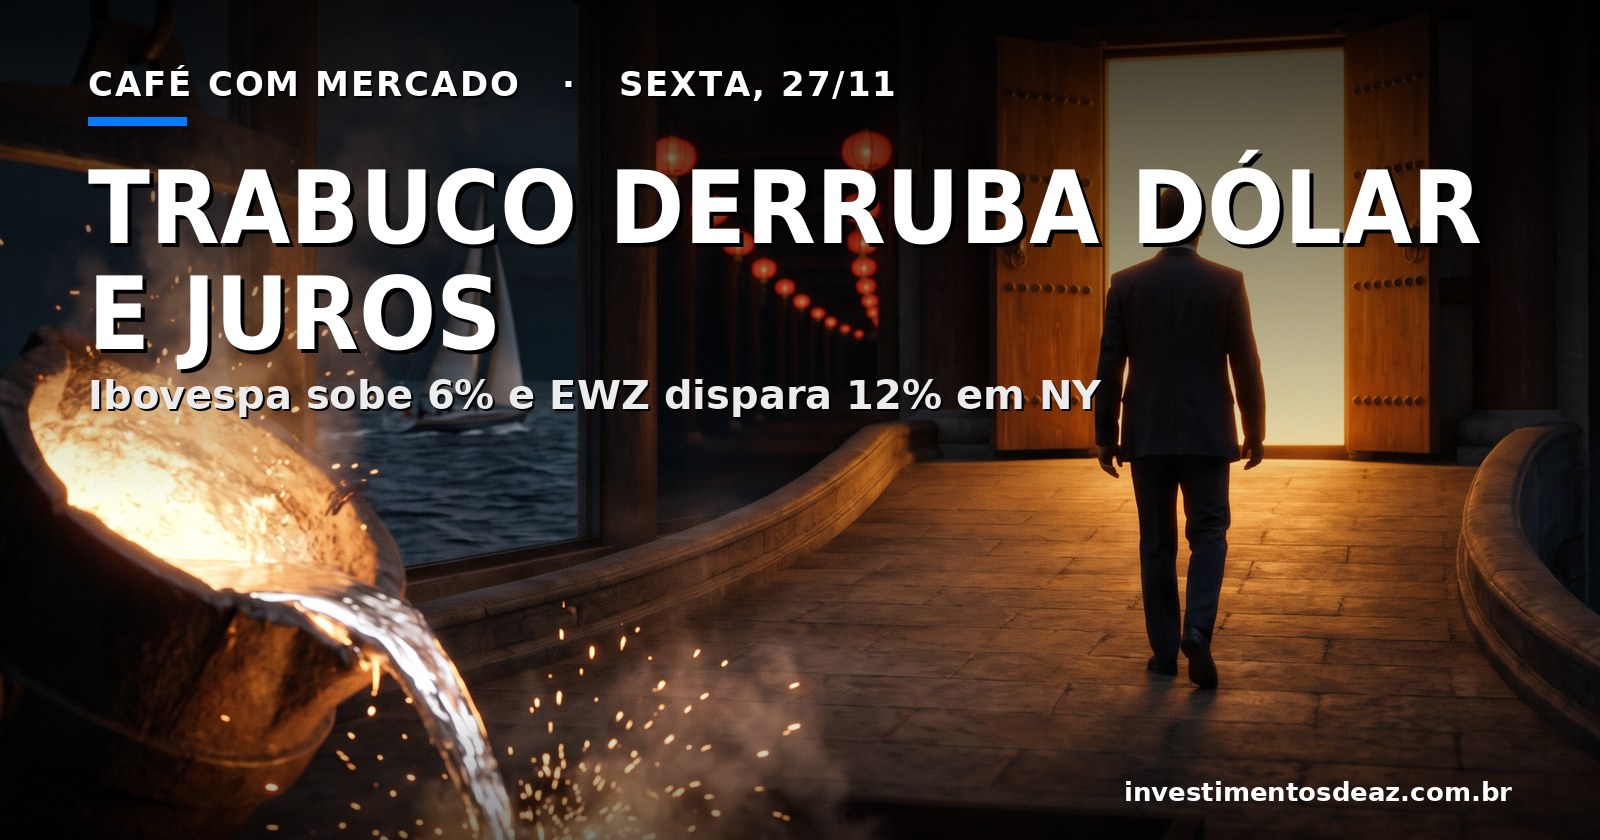 CAFÉ COM MERCADO · SEXTA, 27/11
TRABUCO DERRUBA DÓLAR
E JUROS
Ibovespa sobe 6% e EWZ dispara 12% em NY
investimentosdeaz.com.br